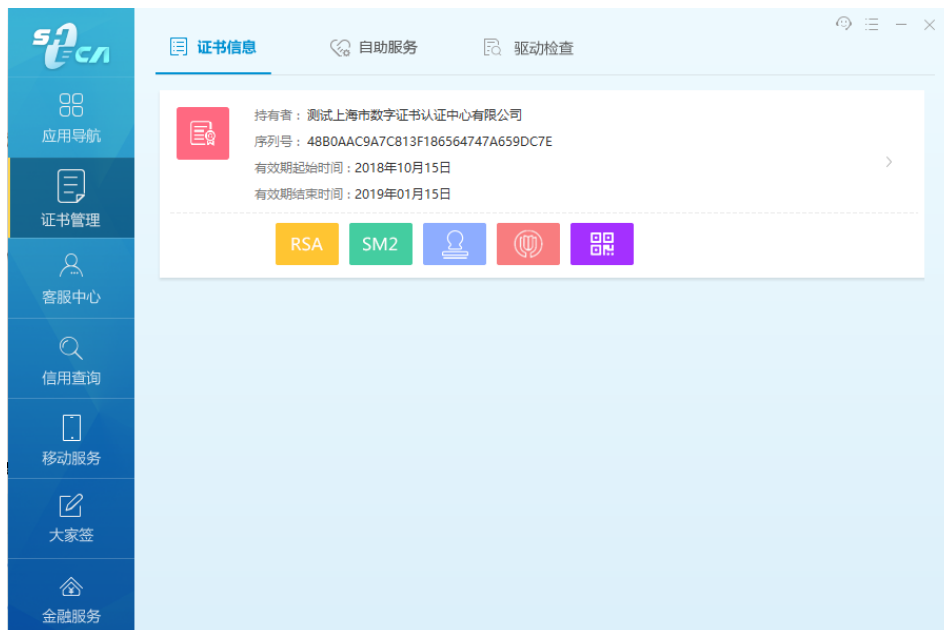 SHECA
证书信息
自助服务
驱动检查
应用导航
证书管理
客服中心
信用查询
移动服务
大家签
金融服务
持有者：测试上海市数字证书认证中心有限公司
序列号：48B0AAC9A7C813F186564747A659DC7E
有效期起始时间：2018年10月15日
有效期结束时间：2019年01月15日
RSA
SM2